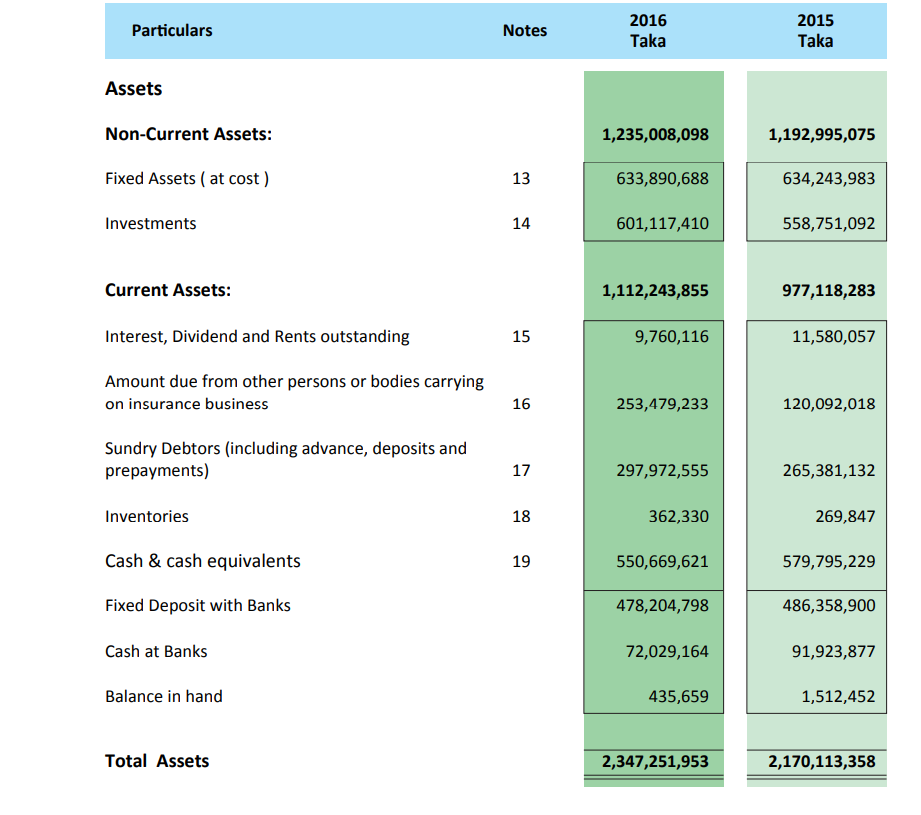 Particulars Notes 2016 Taka 2015 Taka
Assets
Non-Current Assets: 1,235,008,098 1,192,995,075
Fixed Assets ( at cost ) 13 633,890,688 634,243,983
Investments 14 601,117,410 558,751,092
Current Assets: 1,112,243,855 977,118,283
Interest, Dividend and Rents outstanding 15 9,760,116 11,580,057
Amount due from other persons or bodies carrying
on insurance business 16 253,479,233 120,092,018
Sundry Debtors (including advance, deposits and
prepayments) 17 297,972,555 265,381,132
Inventories 18 362,330 269,847
Cash & cash equivalents 19 550,669,621 579,795,229
Fixed Deposit with Banks 478,204,798 486,358,900
Cash at Banks 72,029,164 91,923,877
Balance in hand 435,659 1,512,452
Total Assets 2,347,251,953 2,170,113,358